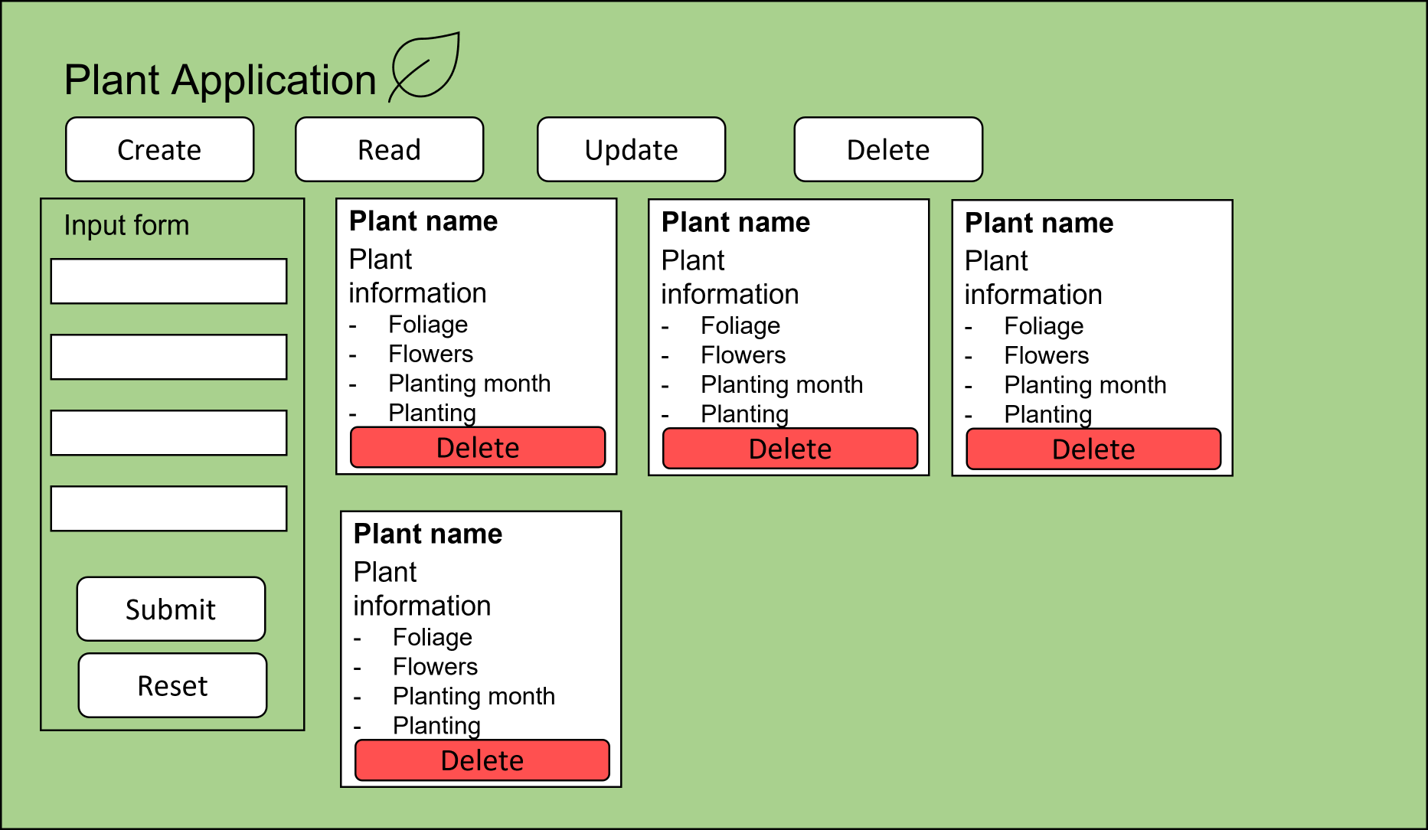 Plant Application
Create
Read
Update
Delete
Input form
Submit
Reset
Plant name
Plant
information
- Foliage
- Flowers
- Planting month
- Planting
Delete
Plant name
Plant
information
- Foliage
- Flowers
- Planting month
- Planting
Delete
Plant name
Plant
information
- Foliage
- Flowers
- Planting month
- Planting
Delete
Plant name
Plant
information
- Foliage
- Flowers
- Planting month
- Planting
Delete